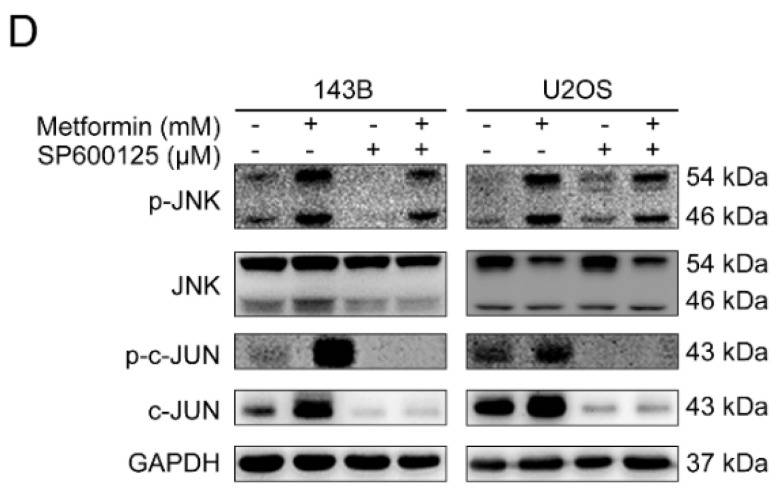 D
143B U2OS
Metformin (mM) - + - + - + - +
SP600125 (μM) - - + + - - + +
p-JNK 54 kDa
46 kDa
JNK 54 kDa
46 kDa
p-c-JUN 43 kDa
c-JUN 43 kDa
GAPDH 37 kDa